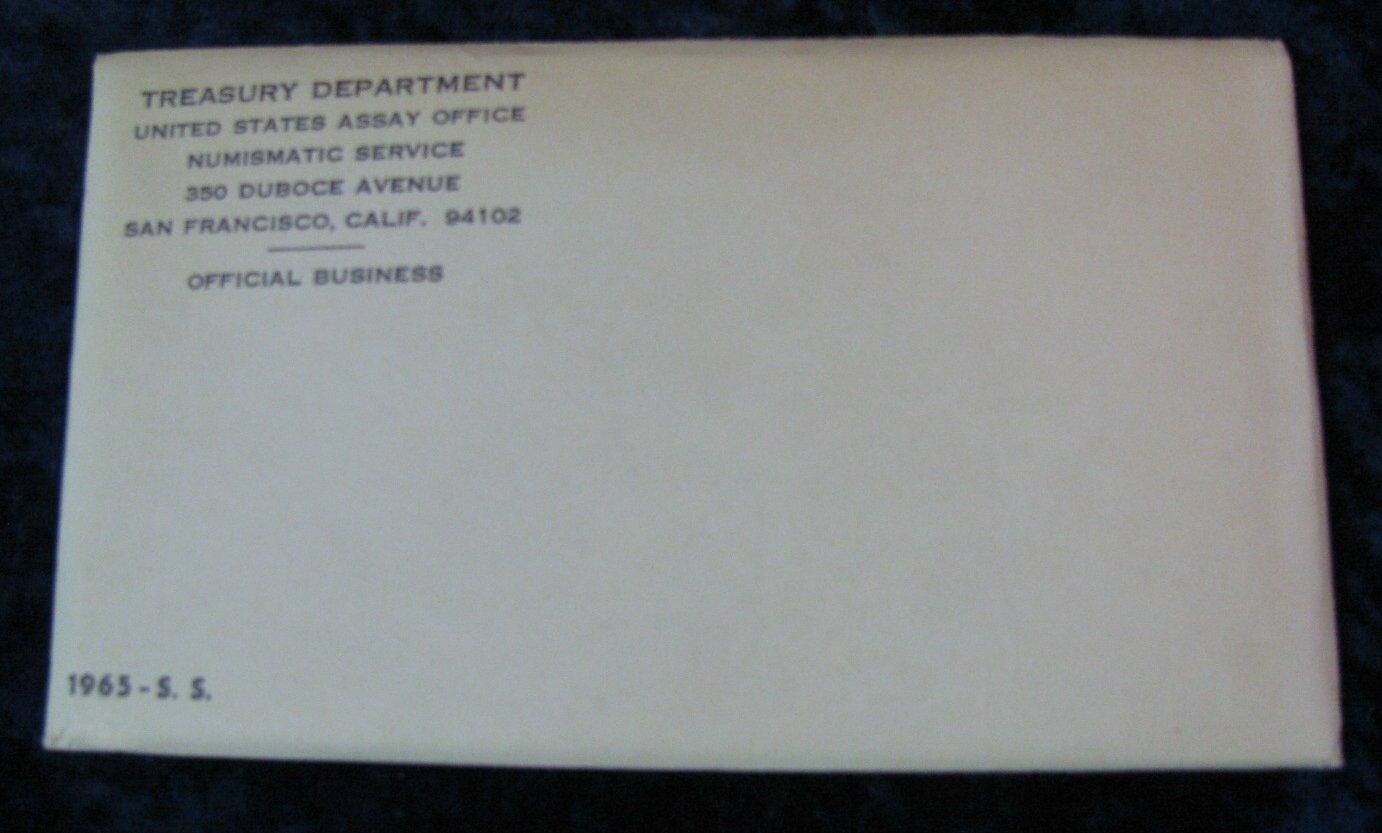 TREASURY DEPARTMENT
UNITED STATES ASSAY OFFICE
NUMISMATIC SERVICE
350 DUBOCE AVENUE
SAN FRANCISCO, CALIF. 94102
OFFICIAL BUSINESS
1965 - S. S.